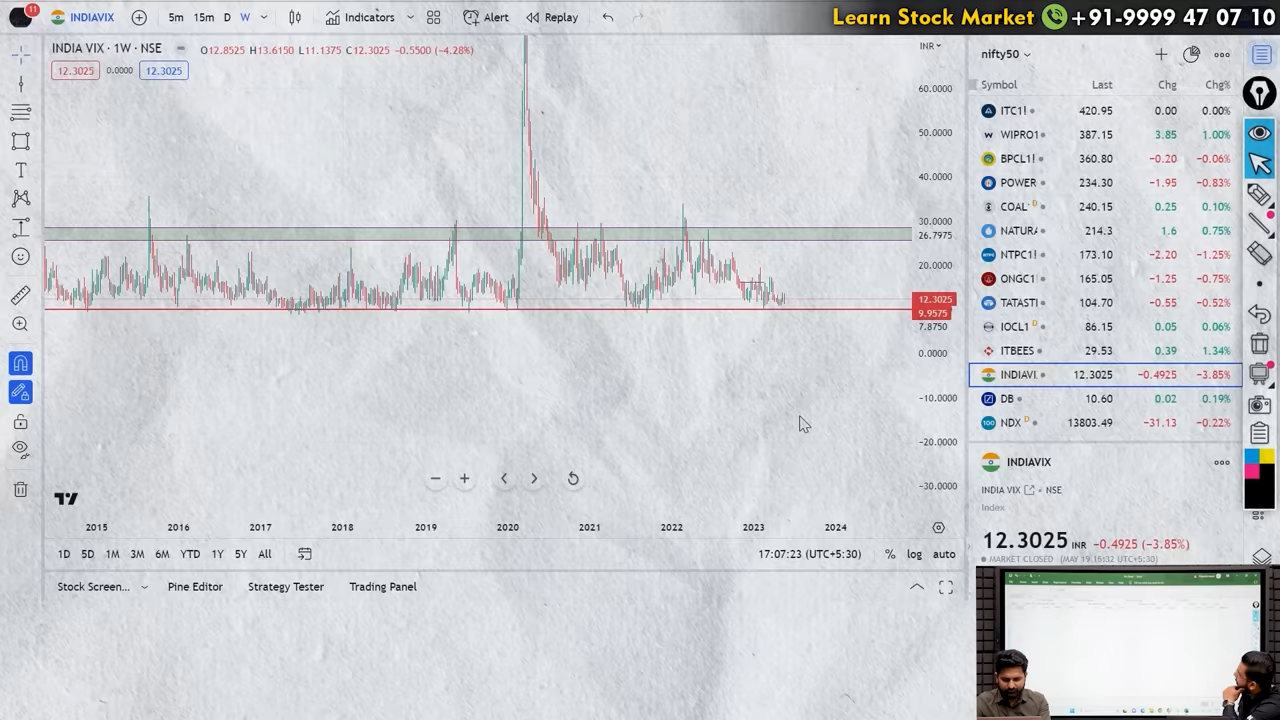 11
INDIAVIX
5m 15m D W
Indicators
Alert
Replay
Learn Stock Market +91-9999 47 07 10
INDIA VIX · 1W • NSE O12.8525 H13.6150 L11.1375 C12.3025 −0.5500 (−4.28%)
12.3025 0.0000 12.3025
INR
60.0000
50.0000
40.0000
30.0000
26.7975
20.0000
12.3025
9.9575
7.8750
0.0000
−10.0000
−20.0000
−30.0000
2015 2016 2017 2018 2019 2020 2021 2022 2023 2024
1D 5D 1M 3M 6M YTD 1Y 5Y All
17:07:23 (UTC+5:30) % log auto
Stock Screen... Pine Editor Strategy Tester Trading Panel
nifty50
Symbol Last Chg Chg%
ITC1! 420.95 0.00 0.00%
WIPRO1 387.15 3.85 1.00%
BPCL1! 360.80 −0.20 −0.06%
POWER 234.30 −1.95 −0.83%
COAL D 240.15 0.25 0.10%
NATURA 214.3 1.6 0.75%
NTPC1! 173.10 −2.20 −1.25%
ONGC1! 165.05 −1.25 −0.75%
TATAST 104.70 −0.55 −0.52%
IOCL1 86.15 0.05 0.06%
ITBEES 29.53 0.39 1.34%
INDIAVI. 12.3025 −0.4925 −3.85%
DB 10.60 0.02 0.19%
NDX D 13803.49 −31.13 −0.22%
INDIAVIX
INDIA VIX • NSE
Index
12.3025 INR −0.4925 (−3.85%)
MARKET CLOSED (MAY 19, 15:32 UTC+5:30)